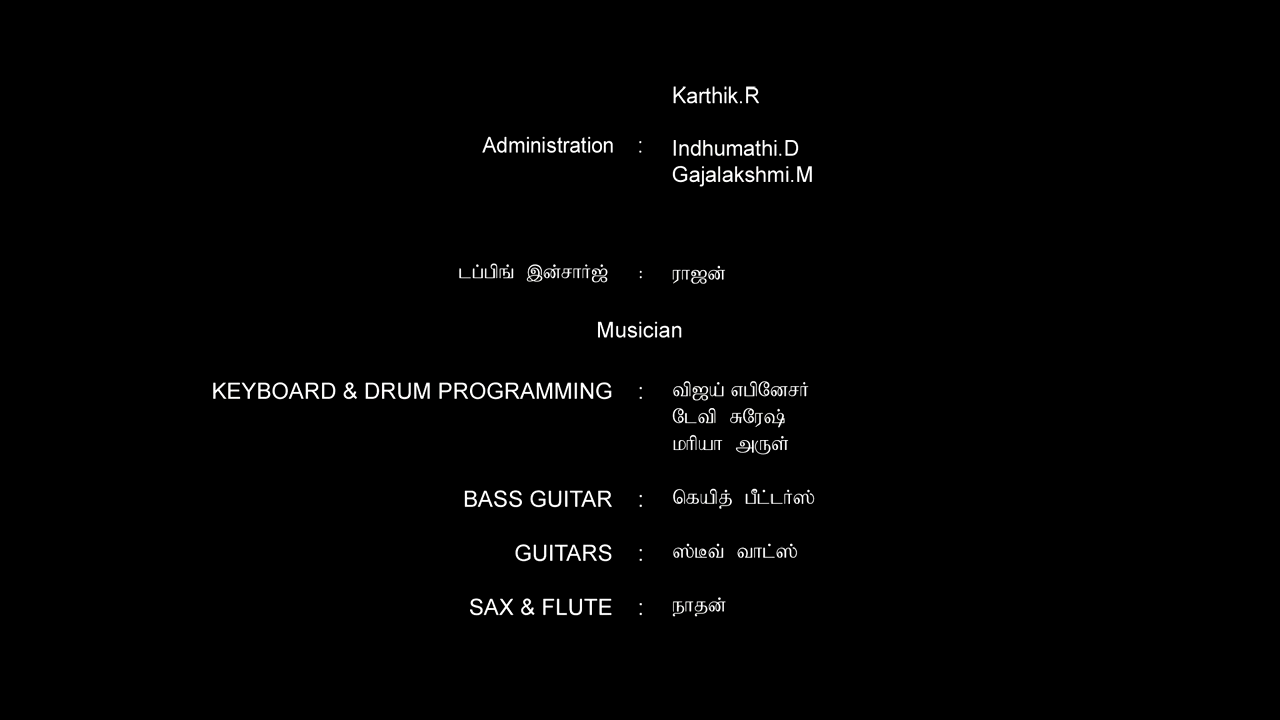 Karthik.R
Administration : Indhumathi.D
Gajalakshmi.M
டப்பிங் இன்சார்ஜ் : ராஜன்
Musician
KEYBOARD & DRUM PROGRAMMING : விஜய் எபினேசர்
டேவி சுரேஷ்
மரியா அருள்
BASS GUITAR : கெயித் பீட்டர்ஸ்
GUITARS : ஸ்டீவ் வாட்ஸ்
SAX & FLUTE : நாதன்